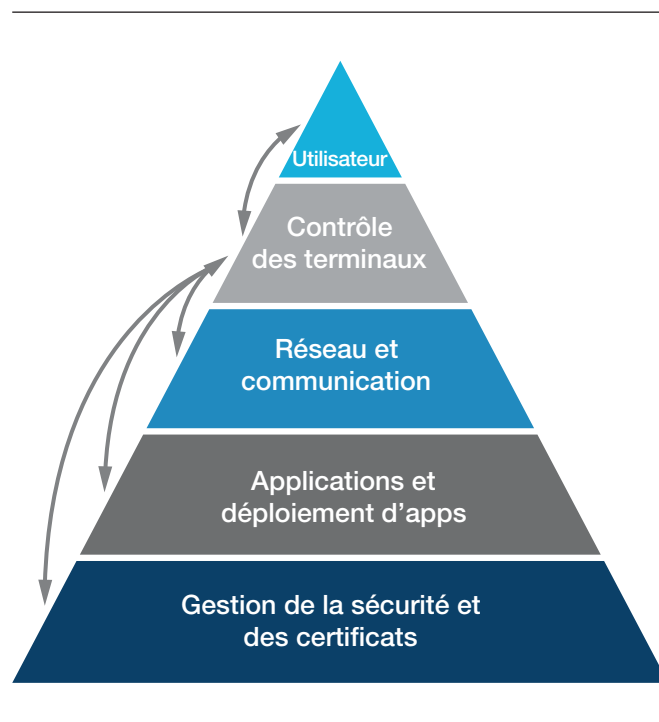 Utilisateur
Contrôle
des terminaux
Réseau et
communication
Applications et
déploiement d’apps
Gestion de la sécurité et
des certificats